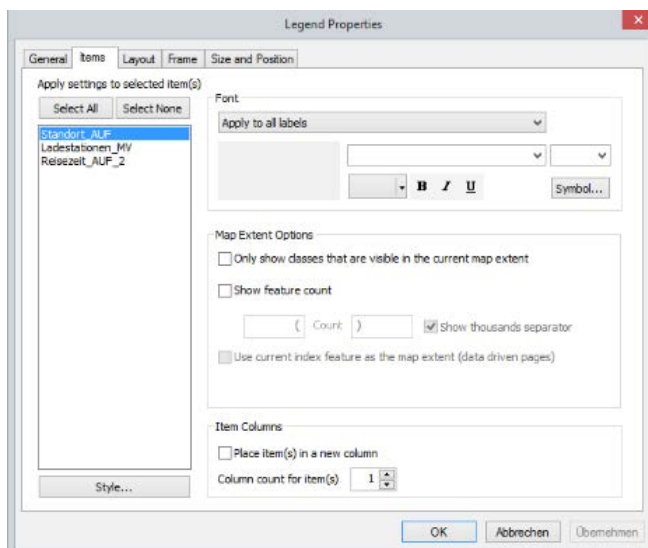 Legend Properties
General Items Layout Frame Size and Position
Apply settings to selected item(s)
Select All Select None
Standort_AUF
Ladestationen_MV
Reisezeit_AUF_2
Style...
Font
Apply to all labels
B I U Symbol...
Map Extent Options
Only show classes that are visible in the current map extent
Show feature count
( Count ) Show thousands separator
Use current index feature as the map extent (data driven pages)
Item Columns
Place item(s) in a new column
Column count for item(s) 1
OK Abbrechen Übernehmen